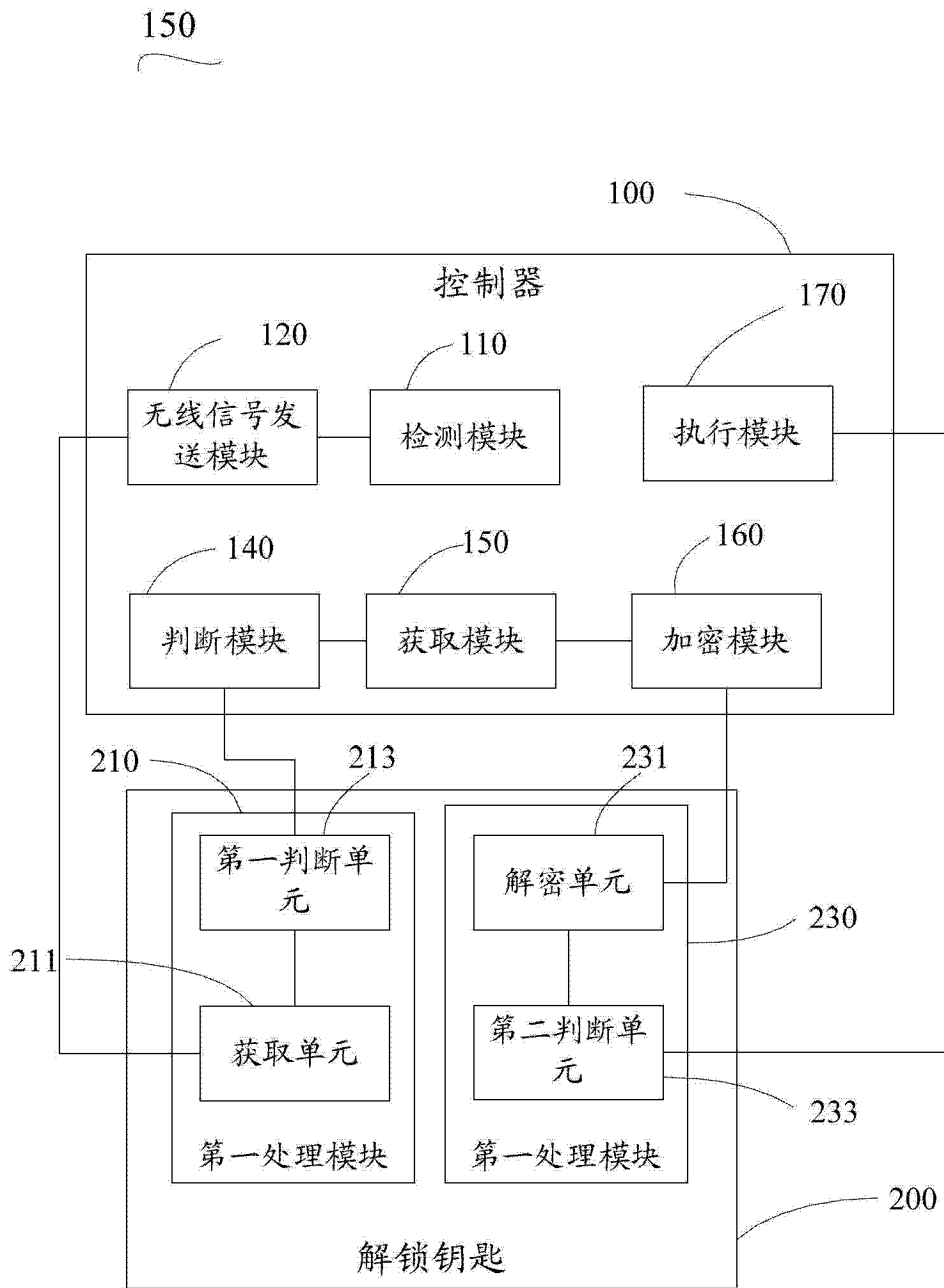 150
100
控制器
170
120
110
无线信号发
送模块
检测模块
执行模块
140
150
160
判断模块
获取模块
加密模块
210
213
231
第一判断单
元
解密单元
230
211
获取单元
第二判断单
元
233
第一处理模块
第一处理模块
200
解锁钥匙